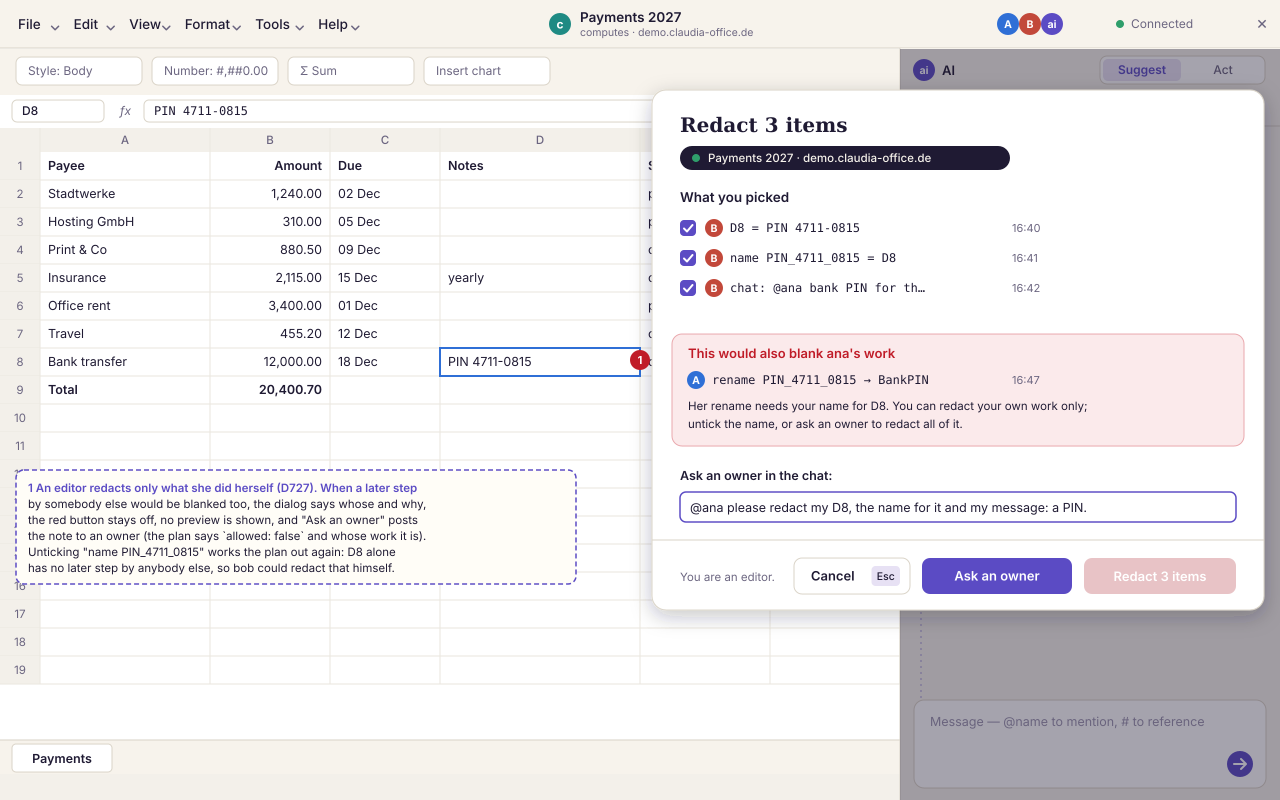 File Edit View Format Tools Help
c Payments 2027
computes · demo.claudia-office.de
A B ai Connected ×
Style: Body Number: #,##0.00 Σ Sum Insert chart
ai AI Suggest Act
D8 fx PIN 4711-0815
A B C D
1 Payee Amount Due Notes
2 Stadtwerke 1,240.00 02 Dec
3 Hosting GmbH 310.00 05 Dec
4 Print & Co 880.50 09 Dec
5 Insurance 2,115.00 15 Dec yearly
6 Office rent 3,400.00 01 Dec
7 Travel 455.20 12 Dec
8 Bank transfer 12,000.00 18 Dec PIN 4711-0815 1
9 Total 20,400.70
10
11
1 An editor redacts only what she did herself (D727). When a later step
by somebody else would be blanked too, the dialog says whose and why,
the red button stays off, no preview is shown, and "Ask an owner" posts
the note to an owner (the plan says `allowed: false` and whose work it is).
Unticking "name PIN_4711_0815" works the plan out again: D8 alone
has no later step by anybody else, so bob could redact that himself.
16
17
18
19
Payments
Redact 3 items
Payments 2027 · demo.claudia-office.de
What you picked
B D8 = PIN 4711-0815 16:40
B name PIN_4711_0815 = D8 16:41
B chat: @ana bank PIN for th… 16:42
This would also blank ana's work
A rename PIN_4711_0815 → BankPIN 16:47
Her rename needs your name for D8. You can redact your own work only;
untick the name, or ask an owner to redact all of it.
Ask an owner in the chat:
@ana please redact my D8, the name for it and my message: a PIN.
You are an editor. Cancel Esc Ask an owner Redact 3 items
Message — @name to mention, # to reference